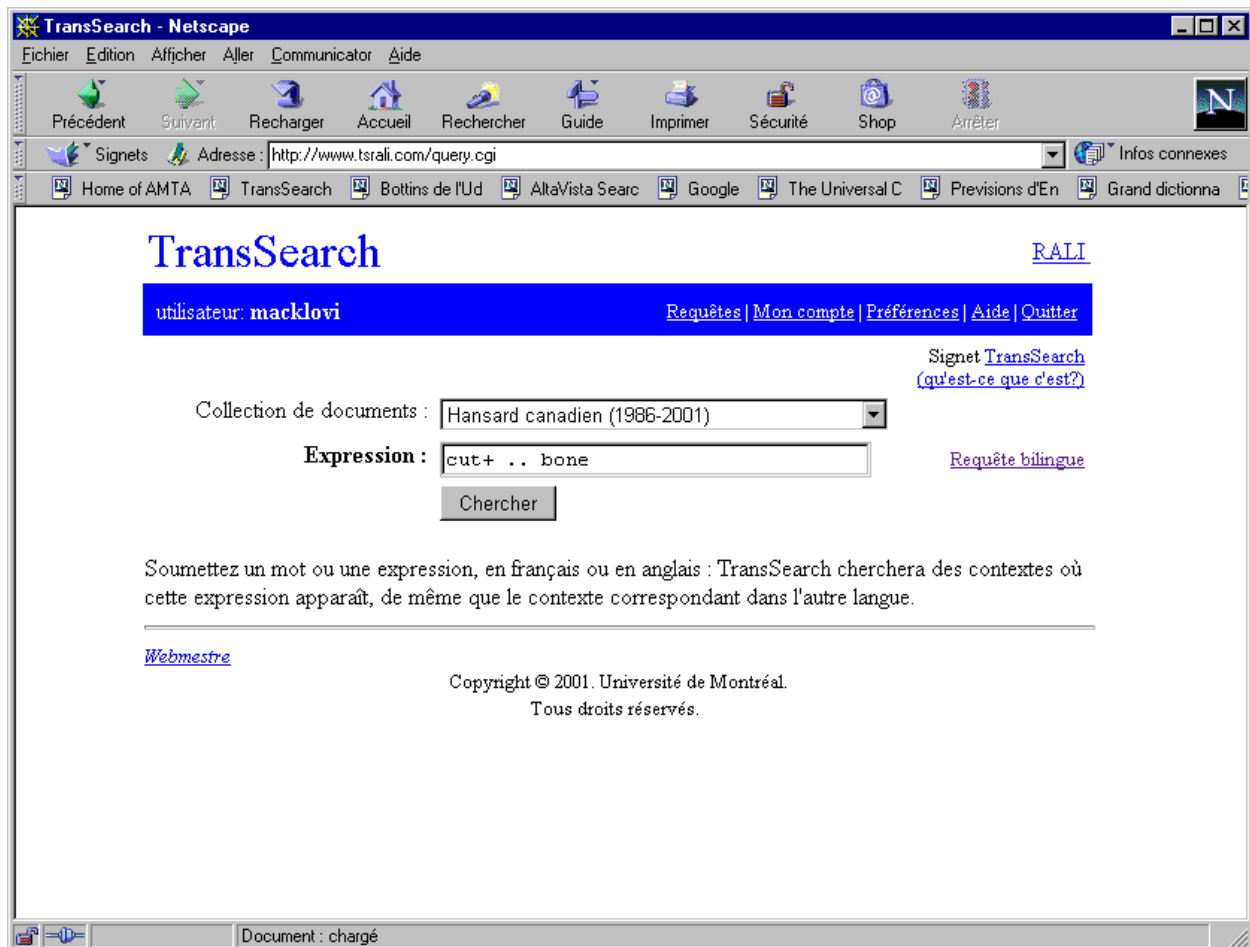 TransSearch - Netscape
Fichier Edition Afficher Aller Communicator Aide
Précédent Suivant Recharger Accueil Rechercher Guide Imprimer Sécurité Shop Arrêter N
Signets Adresse : http://www.tsrali.com/query.cgi Infos connexes
Home of AMTA TransSearch Bottins de l'Ud AltaVista Searc Google The Universal C Previsions d'En Grand dictionna
TransSearch RALI
utilisateur: macklovi Requêtes | Mon compte | Préférences | Aide | Quitter
Signet TransSearch
(qu'est-ce que c'est?)
Collection de documents : Hansard canadien (1986-2001)
Expression : cut+ .. bone Requête bilingue
Chercher
Soumettez un mot ou une expression, en français ou en anglais : TransSearch cherchera des contextes où
cette expression apparaît, de même que le contexte correspondant dans l'autre langue.
Webmestre
Copyright © 2001. Université de Montréal.
Tous droits réservés.
Document : chargé